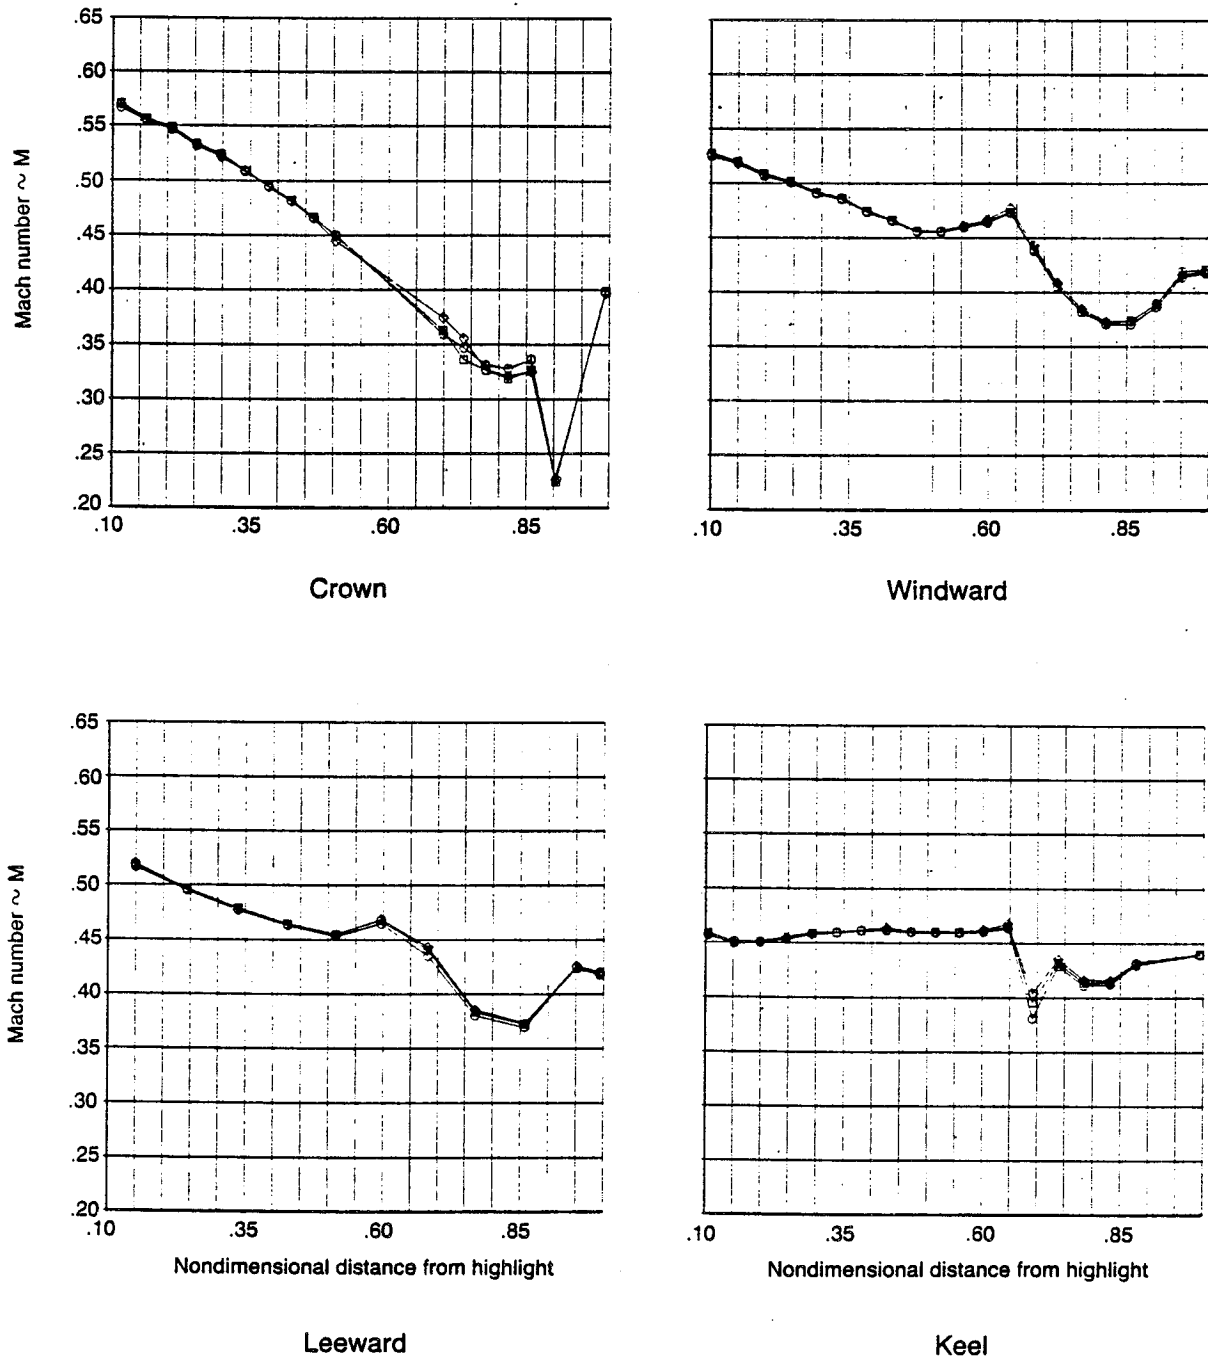 .65
.60
.55
.50
.45
.40
.35
.30
.25
.20
Mach number ~ M
.10 .35 .60 .85
Crown
.10 .35 .60 .85
Windward
.65
.60
.55
.50
.45
.40
.35
.30
.25
.20
Mach number ~ M
.10 .35 .60 .85
Nondimensional distance from highlight
Leeward
.10 .35 .60 .85
Nondimensional distance from highlight
Keel